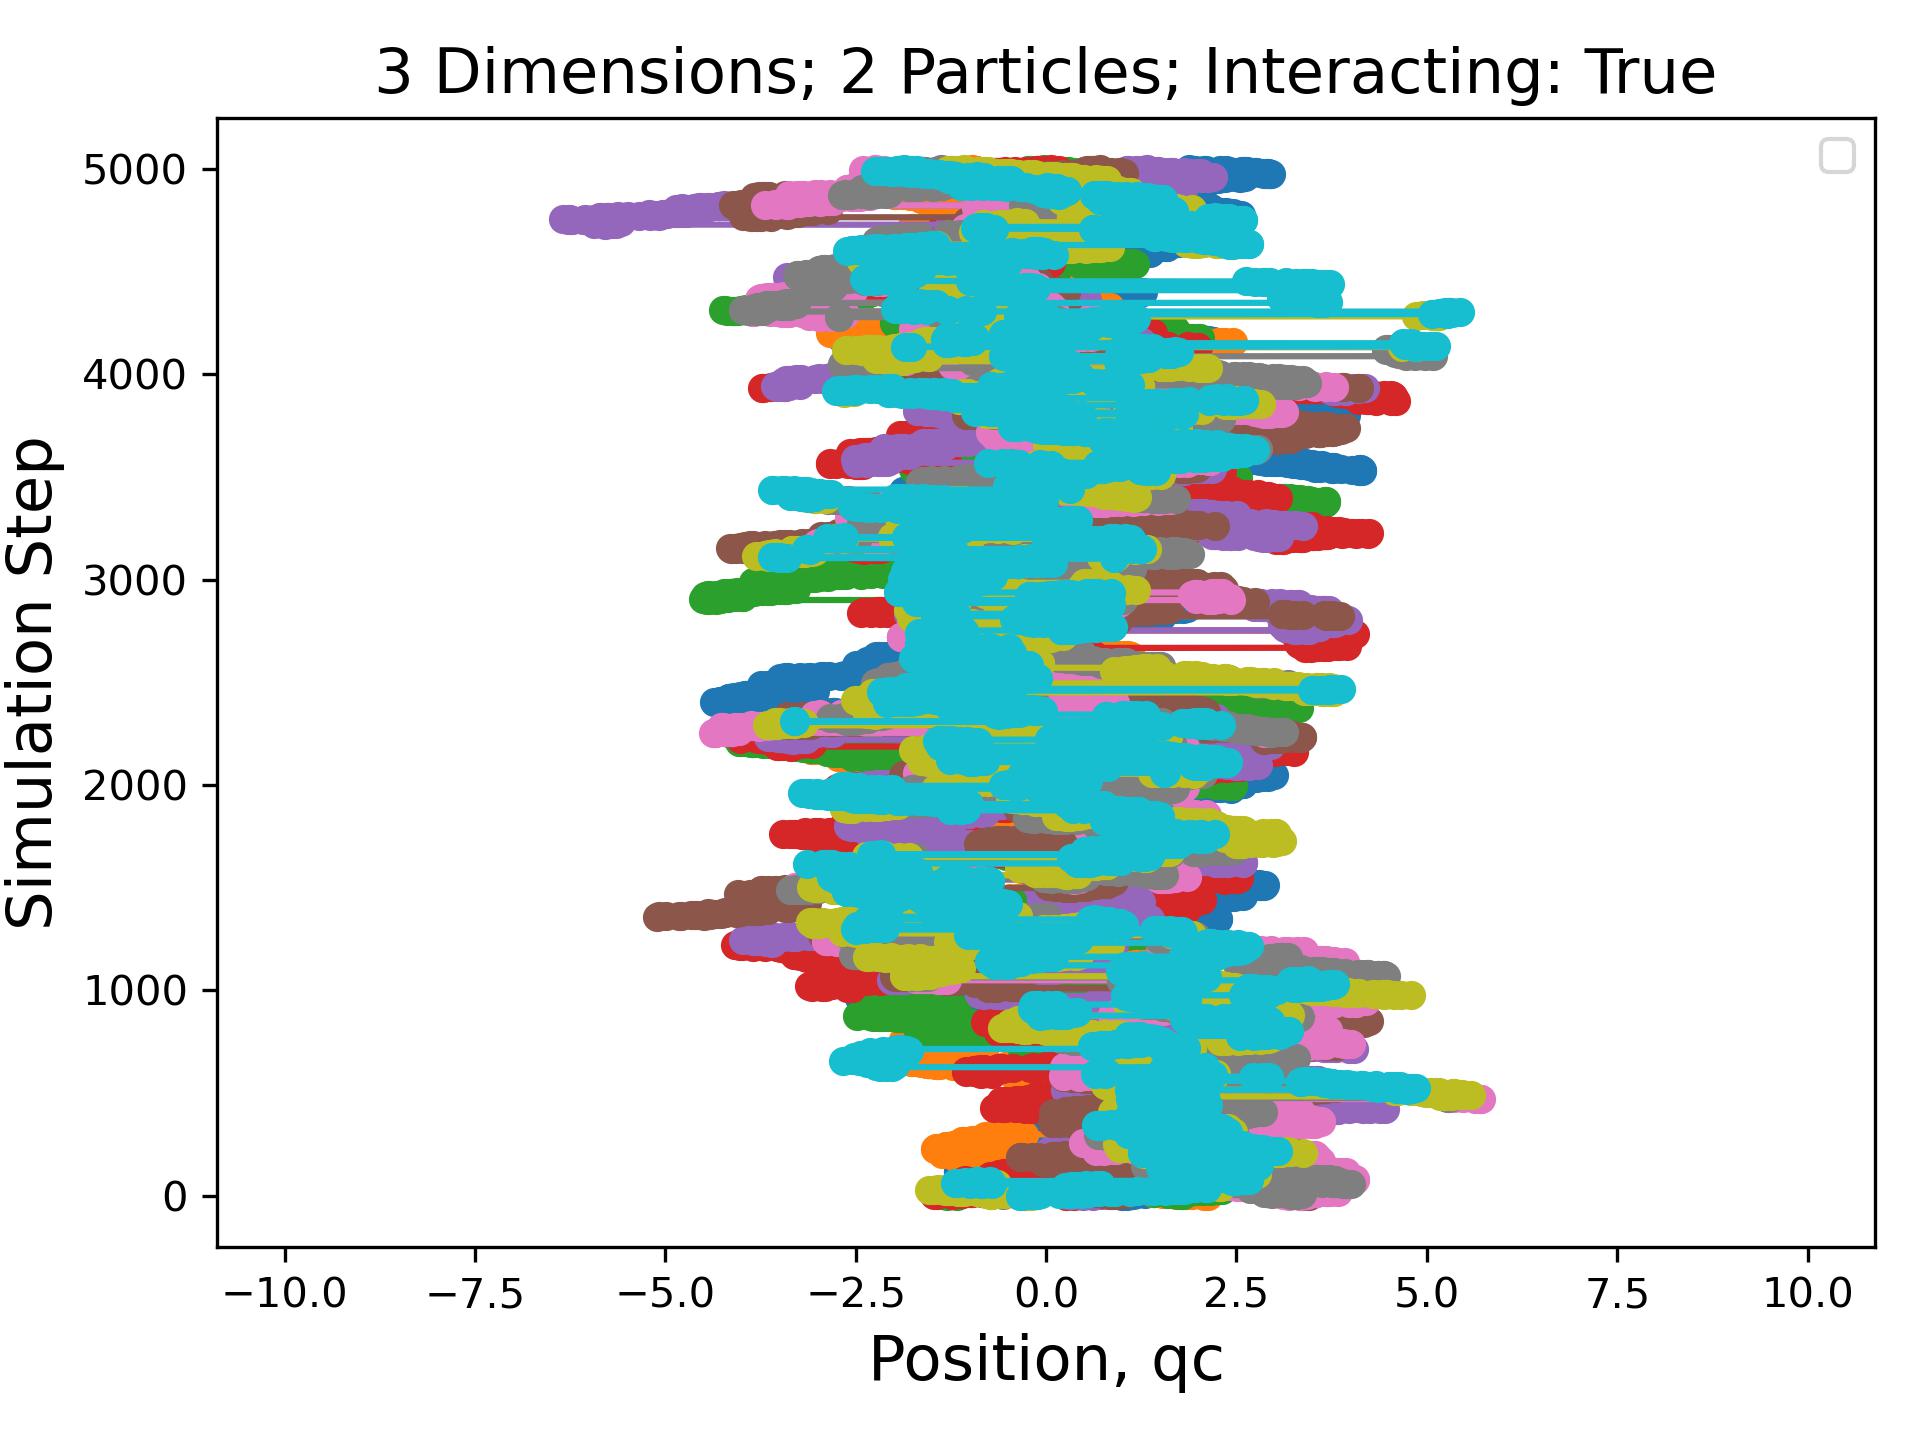 3 Dimensions; 2 Particles; Interacting: True
Simulation Step
5000
4000
3000
2000
1000
0
−10.0 −7.5 −5.0 −2.5 0.0 2.5 5.0 7.5 10.0
Position, qc